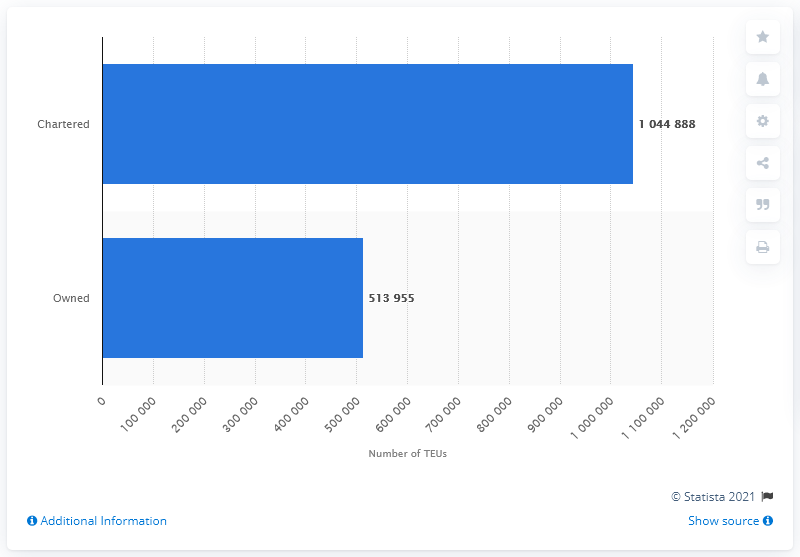 Chartered
1 044 888
Owned
513 955
0
100 000
200 000
300 000
400 000
500 000
600 000
700 000
800 000
900 000
1 000 000
1 100 000
1 200 000
Number of TEUs
© Statista 2021
Additional Information
Show source